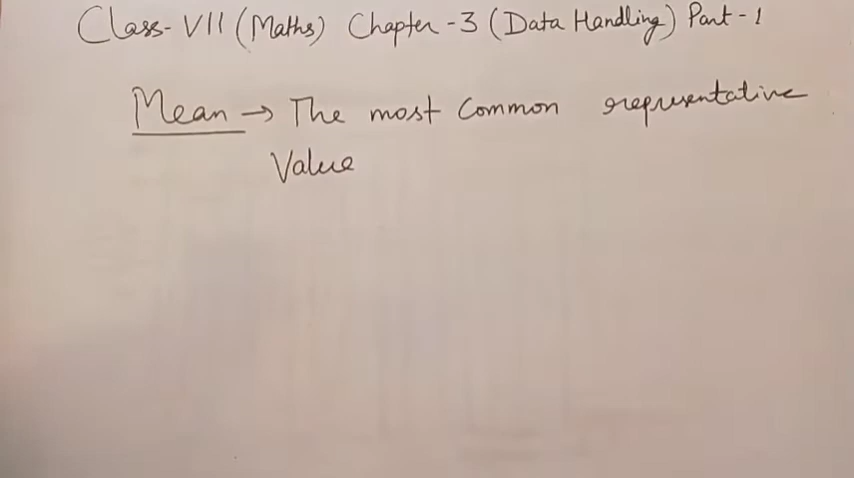 Class- VII (Maths) Chapter -3 (Data Handling) Part - 1
Mean → The most Common representative
Value